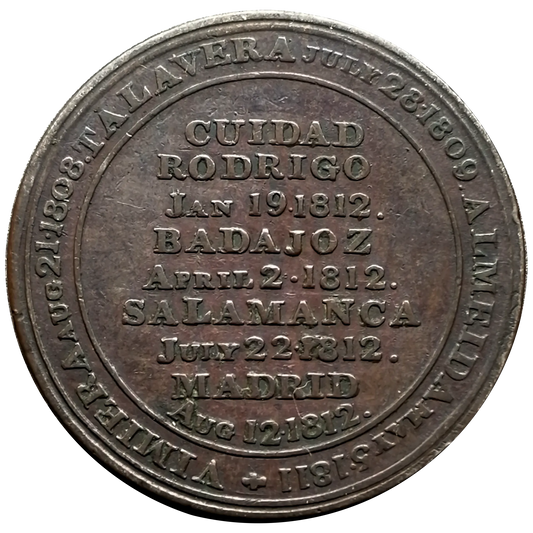 VIMIERA AUG 21·1808. TALAVERA JULY 28·1809. ALMEIDA MAY 5·1811
CUIDAD
RODRIGO
JAN 19·1812.
BADAJOZ
APRIL 2·1812.
SALAMANCA
JULY 22·1812.
MADRID
AUG 12·1812.